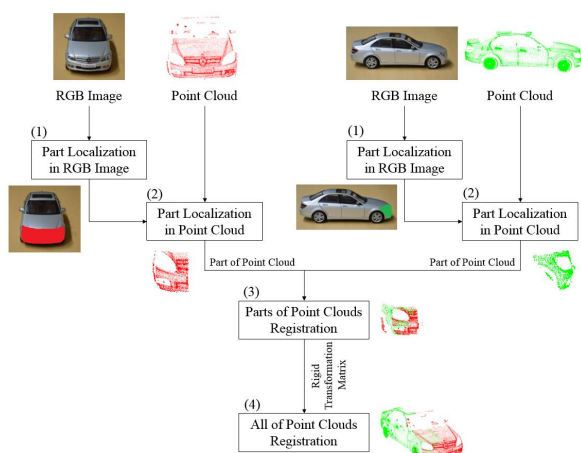 RGB Image
Point Cloud
RGB Image
Point Cloud
(1)
Part Localization
in RGB Image
(1)
Part Localization
in RGB Image
(2)
Part Localization
in Point Cloud
(2)
Part Localization
in Point Cloud
Part of Point Cloud
Part of Point Cloud
(3)
Parts of Point Clouds
Registration
Rigid
Transformation
Matrix
(4)
All of Point Clouds
Registration